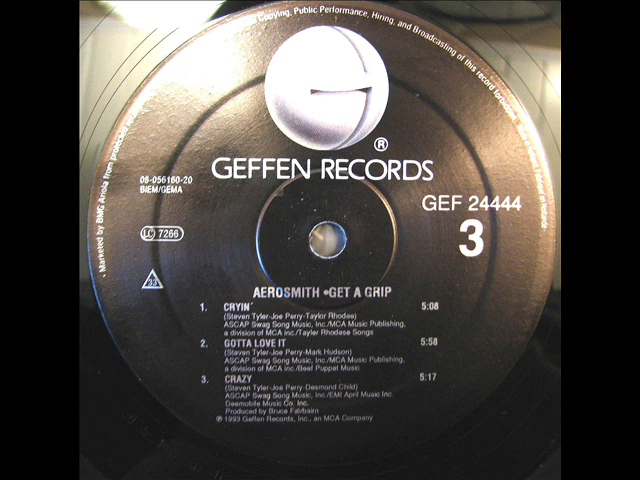 Copying, Public Performance, Hiring, and Broadcasting of this record forbidden
Marketed by BMG Ariola from
®
GEFFEN RECORDS
08-056160-20
BIEM/GEMA
GEF 24444
LC 7266
3
33
AEROSMITH •GET A GRIP
1. CRYIN' 5:08
(Steven Tyler-Joe Perry-Taylor Rhodes)
ASCAP Swag Song Music, Inc./MCA Music Publishing,
a division of MCA inc./Taylor Rhodese Songs
2. GOTTA LOVE IT 5:58
(Steven Tyler-Joe Perry-Mark Hudson)
ASCAP Swag Song Music, Inc./MCA Music Publishing,
a division of MCA inc./Beef Puppet Music
3. CRAZY 5:17
(Steven Tyler-Joe Perry-Desmond Child)
ASCAP Swag Song Music, Inc./EMI April Music Inc.
Desmobile Music Co. Inc.
Produced by Bruce Fairbairn
℗ 1993 Geffen Records, Inc., an MCA Company